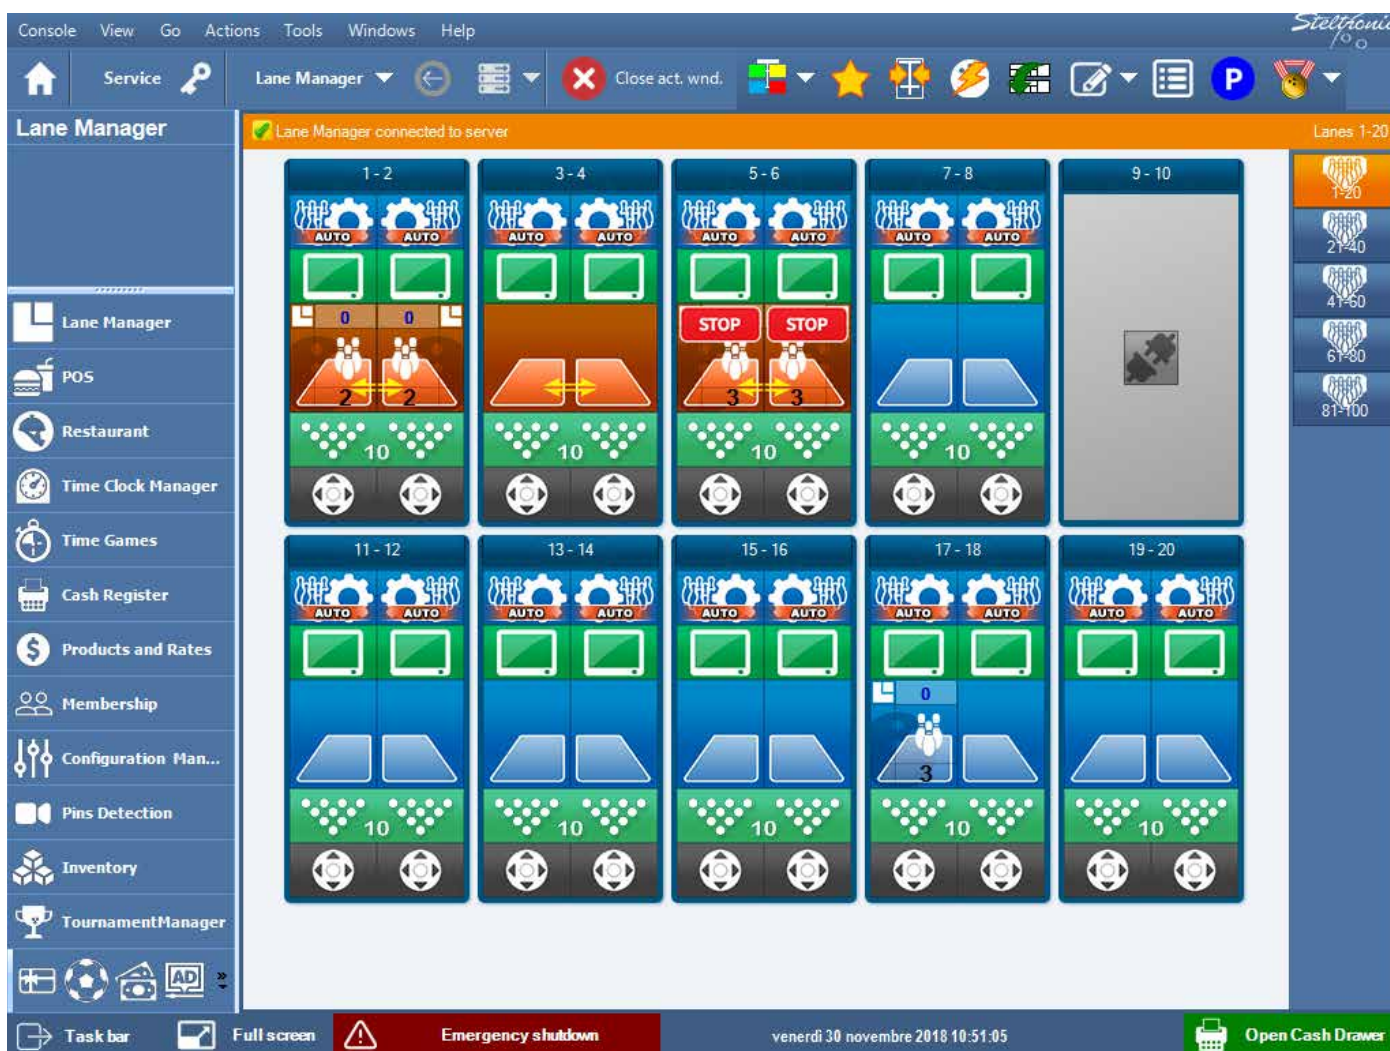 Console View Go Actions Tools Windows Help
Steltronic
Service Lane Manager Close act. wnd. P
Lane Manager
Lane Manager connected to server Lanes 1-20
1 - 2 3 - 4 5 - 6 7 - 8 9 - 10
AUTO AUTO AUTO AUTO AUTO AUTO AUTO AUTO
0 0 STOP STOP
2 2 3 3
10 10 10 10
11 - 12 13 - 14 15 - 16 17 - 18 19 - 20
AUTO AUTO AUTO AUTO AUTO AUTO AUTO AUTO AUTO AUTO
0
3
10 10 10 10 10
1-20
21-40
41-60
61-80
81-100
Lane Manager
POS
Restaurant
Time Clock Manager
Time Games
Cash Register
Products and Rates
Membership
Configuration Man...
Pins Detection
Inventory
TournamentManager
AD »
Task bar Full screen Emergency shutdown venerdì 30 novembre 2018 10:51:05 Open Cash Drawer